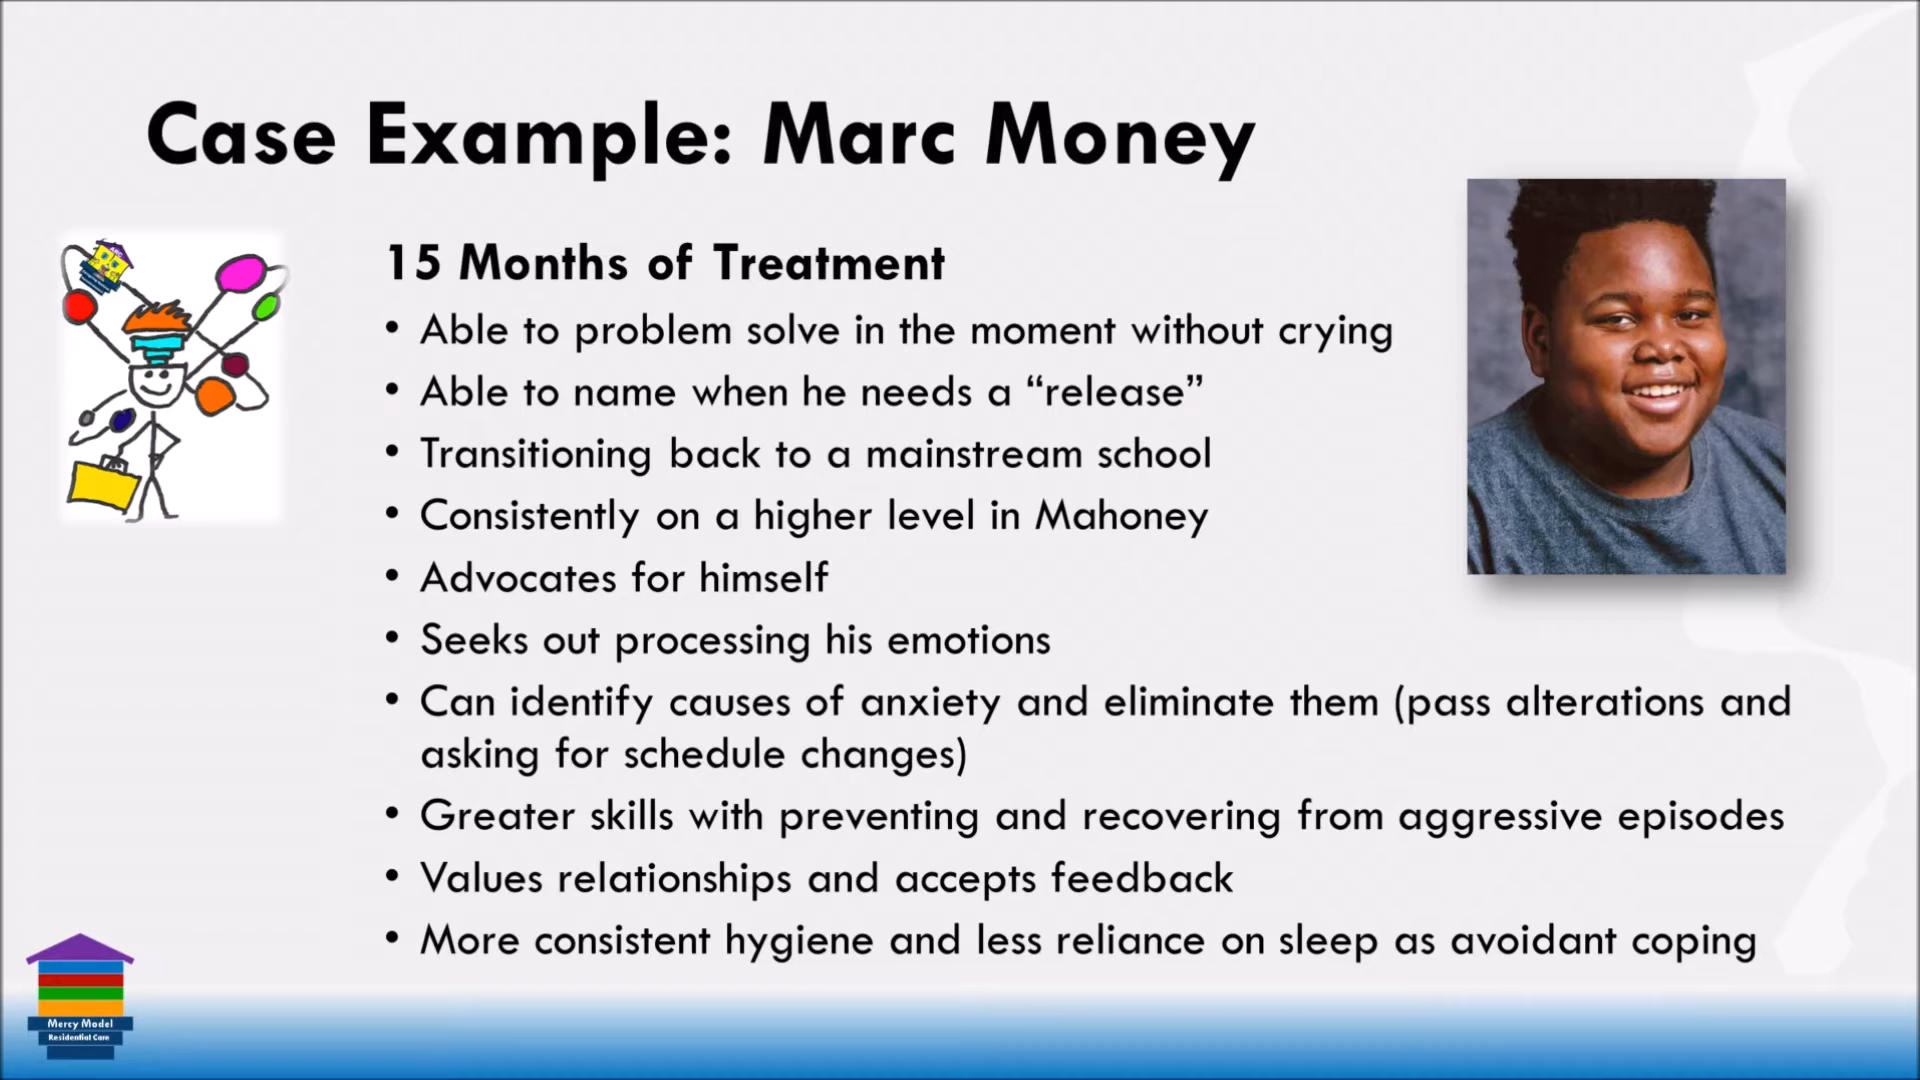 Case Example: Marc Money
15 Months of Treatment
• Able to problem solve in the moment without crying
• Able to name when he needs a “release”
• Transitioning back to a mainstream school
• Consistently on a higher level in Mahoney
• Advocates for himself
• Seeks out processing his emotions
• Can identify causes of anxiety and eliminate them (pass alterations and
asking for schedule changes)
• Greater skills with preventing and recovering from aggressive episodes
• Values relationships and accepts feedback
• More consistent hygiene and less reliance on sleep as avoidant coping
Mercy Model
Residential Care